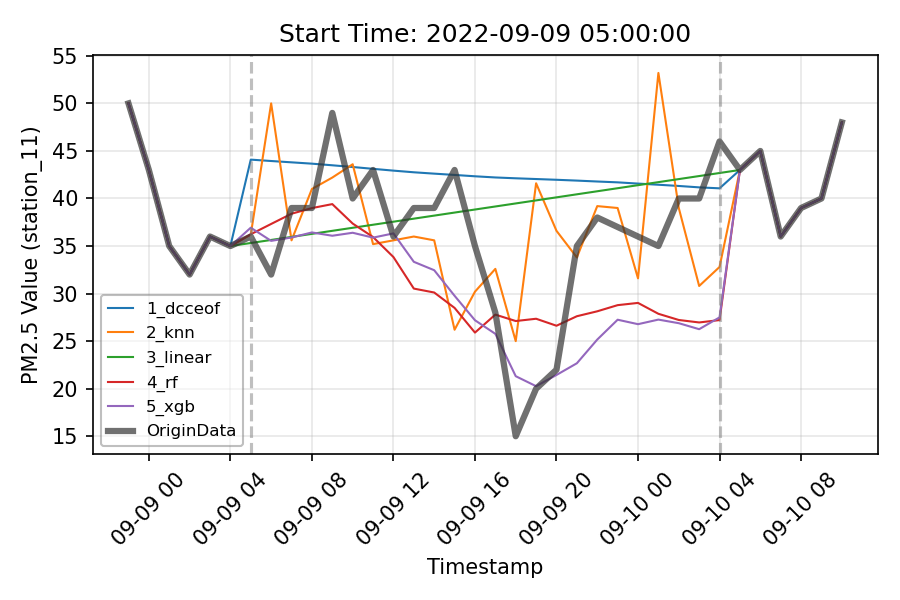 Start Time: 2022-09-09 05:00:00
PM2.5 Value (station_11)
55
50
45
40
35
30
25
20
15
1_dcceof
2_knn
3_linear
4_rf
5_xgb
OriginData
09-09 00
09-09 04
09-09 08
09-09 12
09-09 16
09-09 20
09-10 00
09-10 04
09-10 08
Timestamp